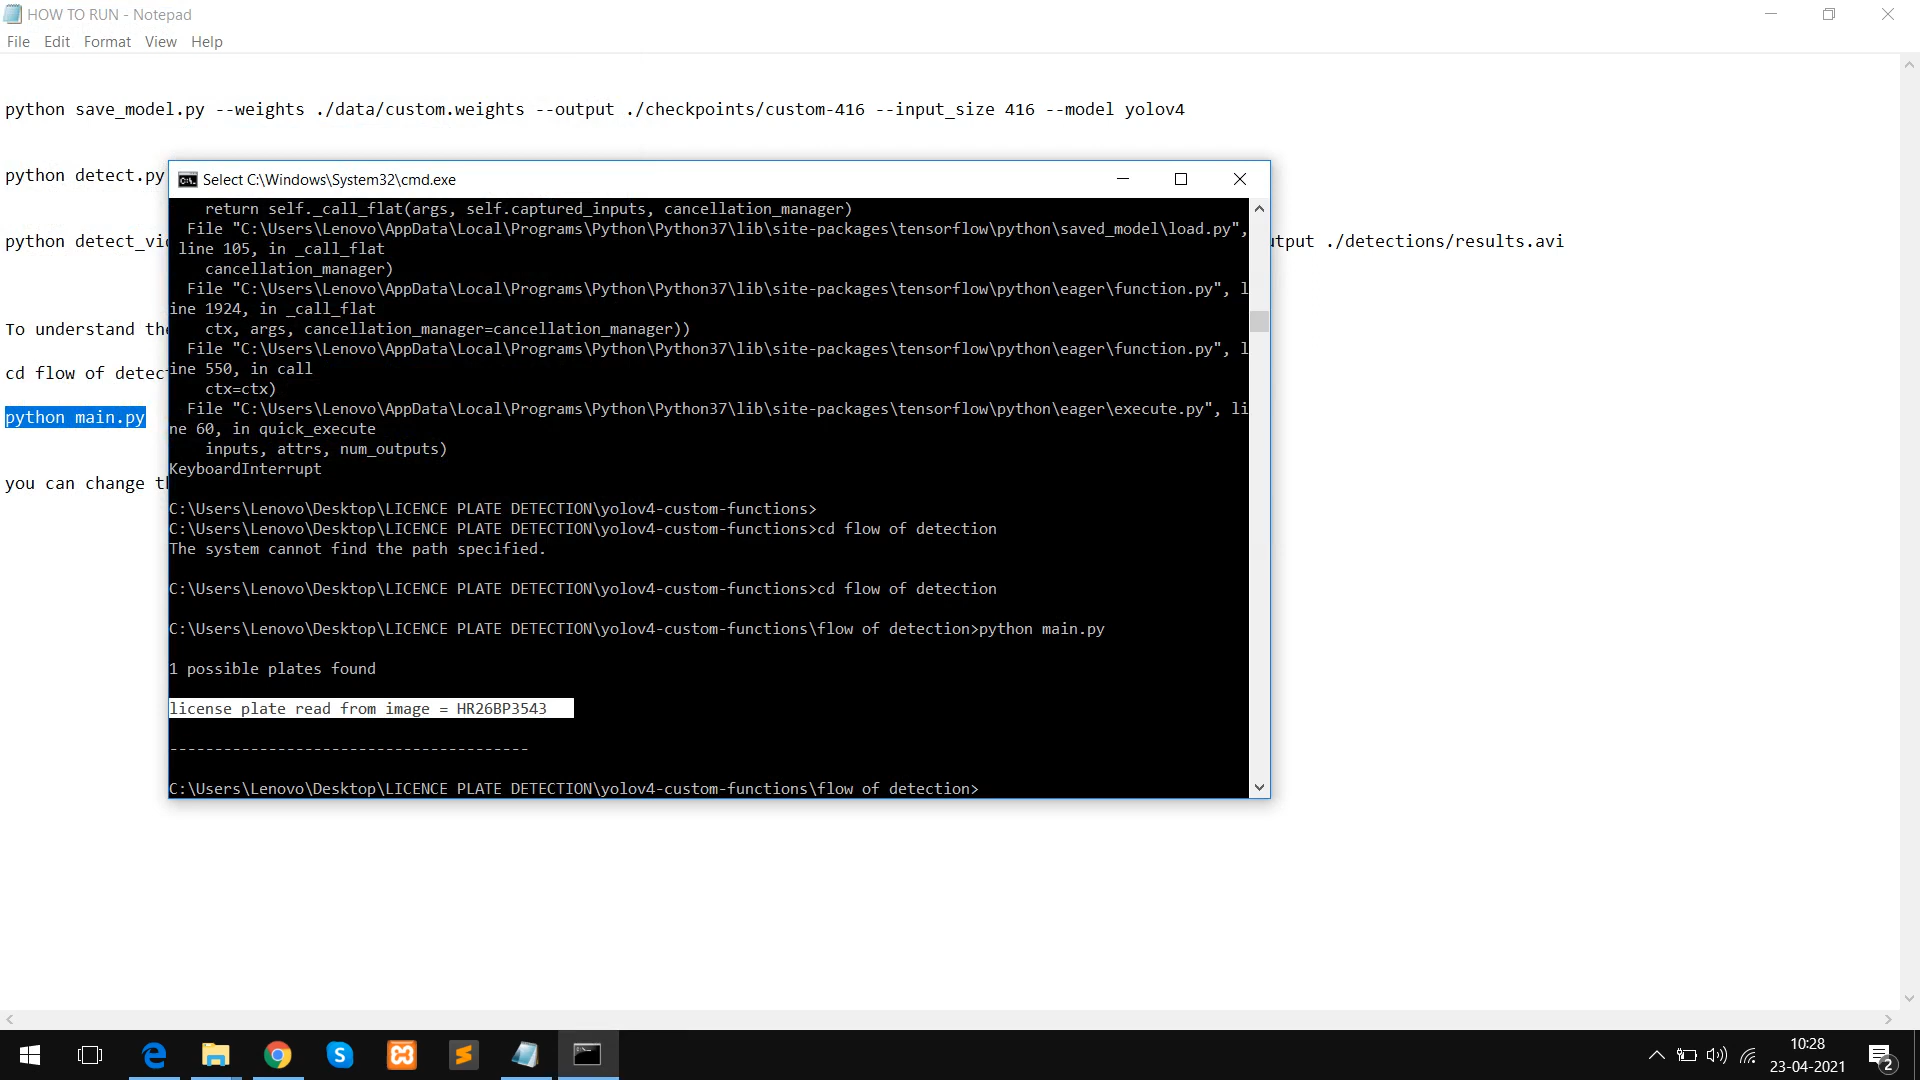 HOW TO RUN - Notepad
File Edit Format View Help
python save_model.py --weights ./data/custom.weights --output ./checkpoints/custom-416 --input_size 416 --model yolov4
python detect.py
python detect_vi
utput ./detections/results.avi
To understand the
cd flow of detec
python main.py
you can change th
Select C:\Windows\System32\cmd.exe
return self._call_flat(args, self.captured_inputs, cancellation_manager)
File "C:\Users\Lenovo\AppData\Local\Programs\Python\Python37\lib\site-packages\tensorflow\python\saved_model\load.py",
line 105, in _call_flat
cancellation_manager)
File "C:\Users\Lenovo\AppData\Local\Programs\Python\Python37\lib\site-packages\tensorflow\python\eager\function.py", l
ine 1924, in _call_flat
ctx, args, cancellation_manager=cancellation_manager))
File "C:\Users\Lenovo\AppData\Local\Programs\Python\Python37\lib\site-packages\tensorflow\python\eager\function.py", l
ine 550, in call
ctx=ctx)
File "C:\Users\Lenovo\AppData\Local\Programs\Python\Python37\lib\site-packages\tensorflow\python\eager\execute.py", li
ne 60, in quick_execute
inputs, attrs, num_outputs)
KeyboardInterrupt
C:\Users\Lenovo\Desktop\LICENCE PLATE DETECTION\yolov4-custom-functions>
C:\Users\Lenovo\Desktop\LICENCE PLATE DETECTION\yolov4-custom-functions>cd flow of detection
The system cannot find the path specified.
C:\Users\Lenovo\Desktop\LICENCE PLATE DETECTION\yolov4-custom-functions>cd flow of detection
C:\Users\Lenovo\Desktop\LICENCE PLATE DETECTION\yolov4-custom-functions\flow of detection>python main.py
1 possible plates found
license plate read from image = HR26BP3543
----------------------------------------
C:\Users\Lenovo\Desktop\LICENCE PLATE DETECTION\yolov4-custom-functions\flow of detection>
10:28
23-04-2021
2